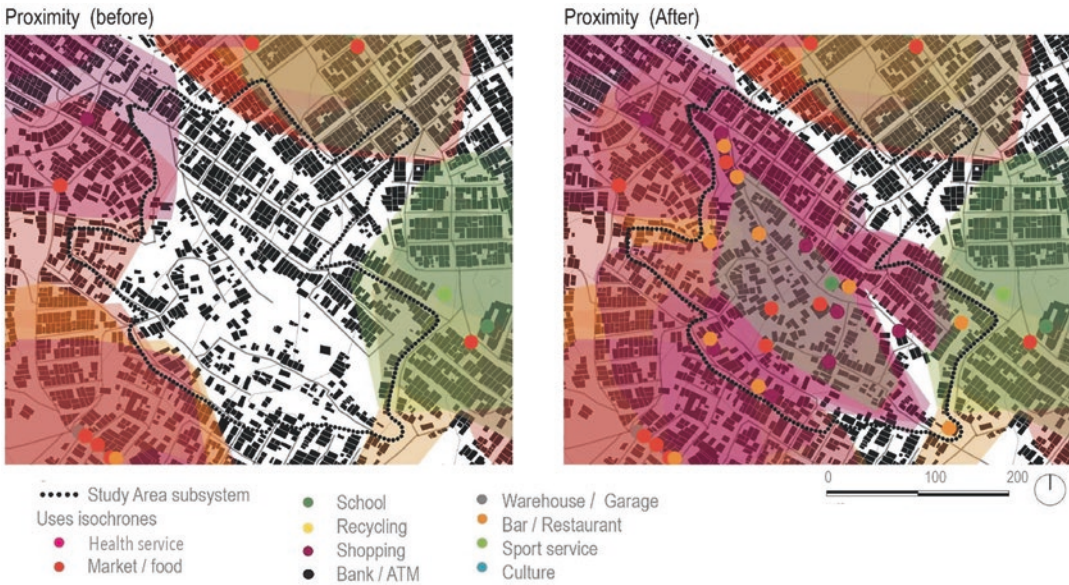 Proximity (before)
Proximity (After)
Study Area subsystem
Uses isochrones
Health service
Market / food
School
Recycling
Shopping
Bank / ATM
Warehouse / Garage
Bar / Restaurant
Sport service
Culture
0 100 200